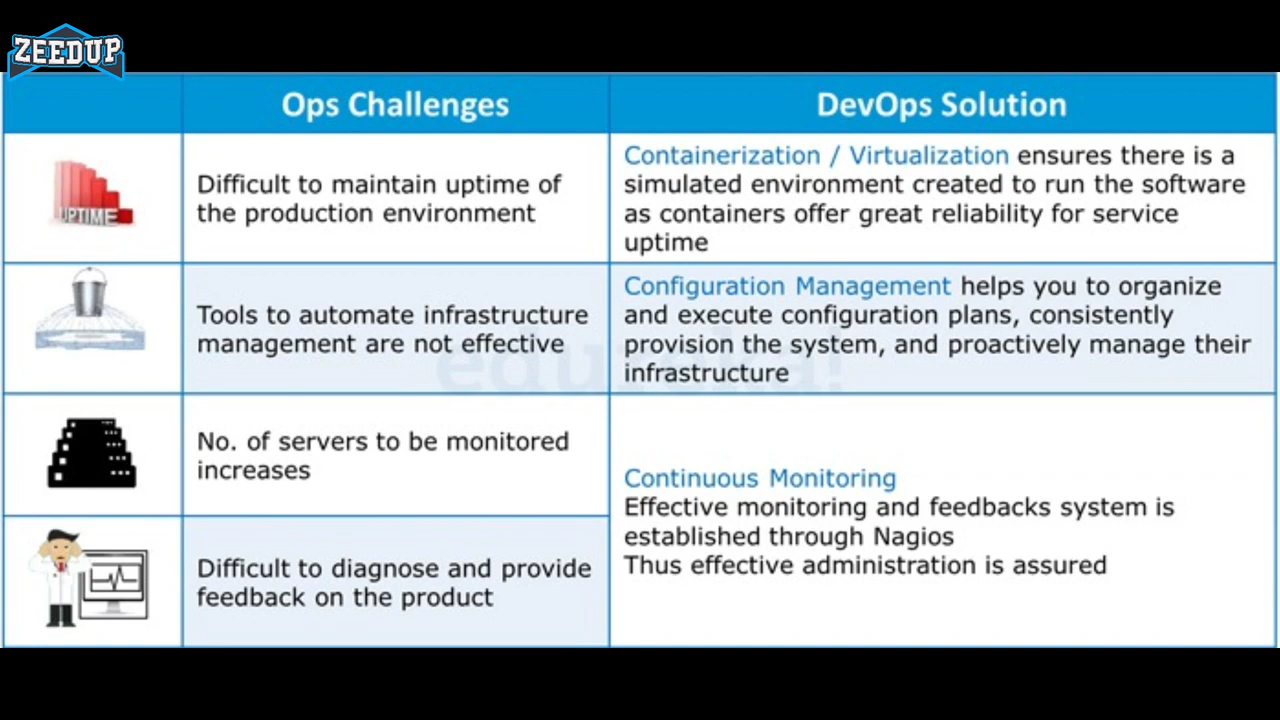 ZEEDUP
Ops Challenges
DevOps Solution
UPTIME
Difficult to maintain uptime of
the production environment
Containerization / Virtualization ensures there is a
simulated environment created to run the software
as containers offer great reliability for service
uptime
Tools to automate infrastructure
management are not effective
Configuration Management helps you to organize
and execute configuration plans, consistently
provision the system, and proactively manage their
infrastructure
edureka!
No. of servers to be monitored
increases
Continuous Monitoring
Effective monitoring and feedbacks system is
established through Nagios
Thus effective administration is assured
Difficult to diagnose and provide
feedback on the product